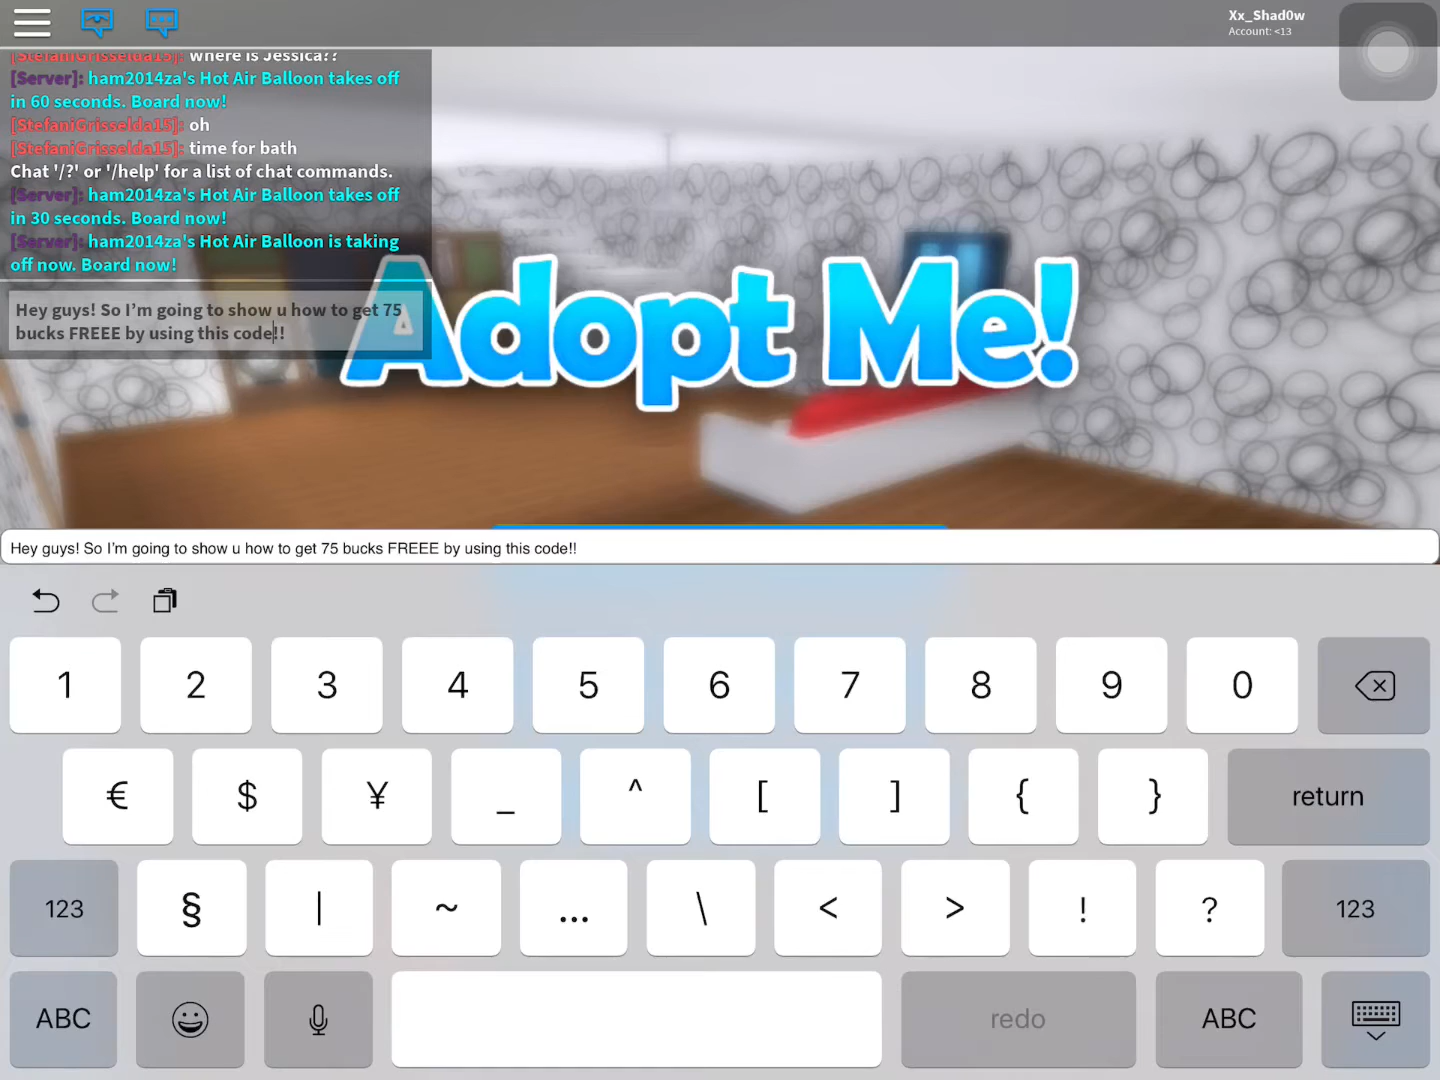 Xx_Shad0w
Account: <13
[StefaniGrisselda15]: where is Jessica??
[Server]: ham2014za's Hot Air Balloon takes off
in 60 seconds. Board now!
[StefaniGrisselda15]: oh
[StefaniGrisselda15]: time for bath
Chat '/?' or '/help' for a list of chat commands.
[Server]: ham2014za's Hot Air Balloon takes off
in 30 seconds. Board now!
[Server]: ham2014za's Hot Air Balloon is taking
off now. Board now!
Hey guys! So I'm going to show u how to get 75
bucks FREEE by using this code!!
Adopt Me!
Hey guys! So I'm going to show u how to get 75 bucks FREEE by using this code!!
1 2 3 4 5 6 7 8 9 0
€ $ ¥ _ ^ [ ] { } return
123 § | ~ ... \ < > ! ? 123
ABC redo ABC